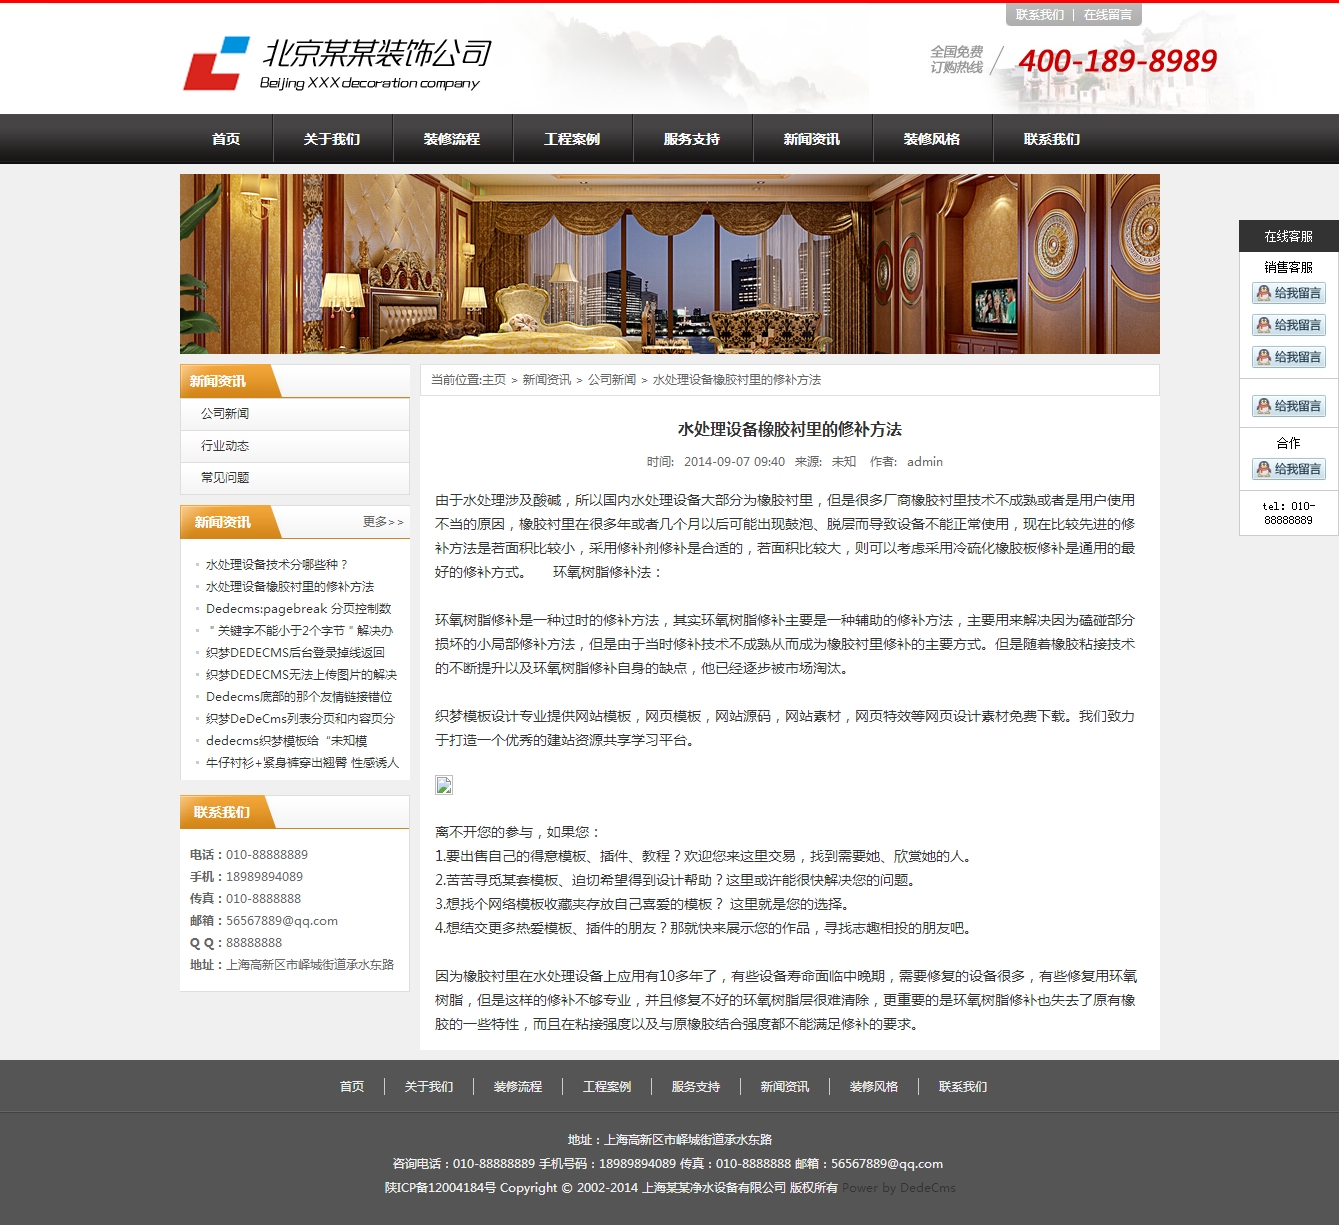 联系我们 | 在线留言
北京某某装饰公司
Beijing XXX decoration company
全国免费
订购热线
400-189-8989
首页 关于我们 装修流程 工程案例 服务支持 新闻资讯 装修风格 联系我们
在线客服
销售客服
给我留言
给我留言
给我留言
给我留言
合作
给我留言
tel: 010-
88888889
新闻资讯
公司新闻
行业动态
常见问题
新闻资讯 更多>>
水处理设备技术分哪些种？
水处理设备橡胶衬里的修补方法
Dedecms:pagebreak 分页控制数
＂关键字不能小于2个字节＂解决办
织梦DEDECMS后台登录掉线返回
织梦DEDECMS无法上传图片的解决
Dedecms底部的那个友情链接错位
织梦DeDeCms列表分页和内容页分
dedecms织梦模板给“未知模
牛仔衬衫+紧身裤穿出翘臀 性感诱人
联系我们
电话：010-88888889
手机：18989894089
传真：010-8888888
邮箱：56567889@qq.com
Q Q：88888888
地址：上海高新区市峄城街道承水东路
当前位置:主页 > 新闻资讯 > 公司新闻 > 水处理设备橡胶衬里的修补方法
水处理设备橡胶衬里的修补方法
时间: 2014-09-07 09:40 来源: 未知 作者: admin
由于水处理涉及酸碱，所以国内水处理设备大部分为橡胶衬里，但是很多厂商橡胶衬里技术不成熟或者是用户使用
不当的原因，橡胶衬里在很多年或者几个月以后可能出现鼓泡、脱层而导致设备不能正常使用，现在比较先进的修
补方法是若面积比较小，采用修补剂修补是合适的，若面积比较大，则可以考虑采用冷硫化橡胶板修补是通用的最
好的修补方式。 环氧树脂修补法：
环氧树脂修补是一种过时的修补方法，其实环氧树脂修补主要是一种辅助的修补方法，主要用来解决因为磕碰部分
损坏的小局部修补方法，但是由于当时修补技术不成熟从而成为橡胶衬里修补的主要方式。但是随着橡胶粘接技术
的不断提升以及环氧树脂修补自身的缺点，他已经逐步被市场淘汰。
织梦模板设计专业提供网站模板，网页模板，网站源码，网站素材，网页特效等网页设计素材免费下载。我们致力
于打造一个优秀的建站资源共享学习平台。
离不开您的参与，如果您：
1.要出售自己的得意模板、插件、教程？欢迎您来这里交易，找到需要她、欣赏她的人。
2.苦苦寻觅某套模板、迫切希望得到设计帮助？这里或许能很快解决您的问题。
3.想找个网络模板收藏夹存放自己喜爱的模板？ 这里就是您的选择。
4.想结交更多热爱模板、插件的朋友？那就快来展示您的作品，寻找志趣相投的朋友吧。
因为橡胶衬里在水处理设备上应用有10多年了，有些设备寿命面临中晚期，需要修复的设备很多，有些修复用环氧
树脂，但是这样的修补不够专业，并且修复不好的环氧树脂层很难清除，更重要的是环氧树脂修补也失去了原有橡
胶的一些特性，而且在粘接强度以及与原橡胶结合强度都不能满足修补的要求。
首页 关于我们 装修流程 工程案例 服务支持 新闻资讯 装修风格 联系我们
地址：上海高新区市峄城街道承水东路
咨询电话：010-88888889 手机号码：18989894089 传真：010-8888888 邮箱：56567889@qq.com
陕ICP备12004184号 Copyright © 2002-2014 上海某某净水设备有限公司 版权所有 Power by DedeCms